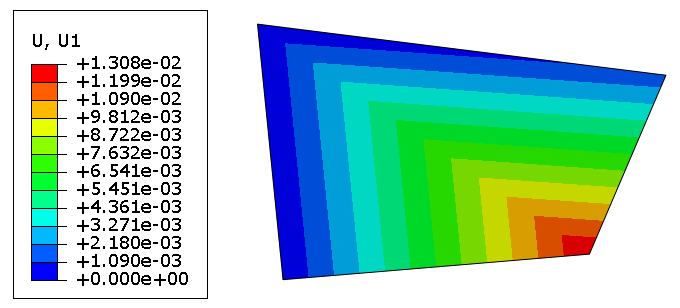 U, U1
+1.308e-02
+1.199e-02
+1.090e-02
+9.812e-03
+8.722e-03
+7.632e-03
+6.541e-03
+5.451e-03
+4.361e-03
+3.271e-03
+2.180e-03
+1.090e-03
+0.000e+00